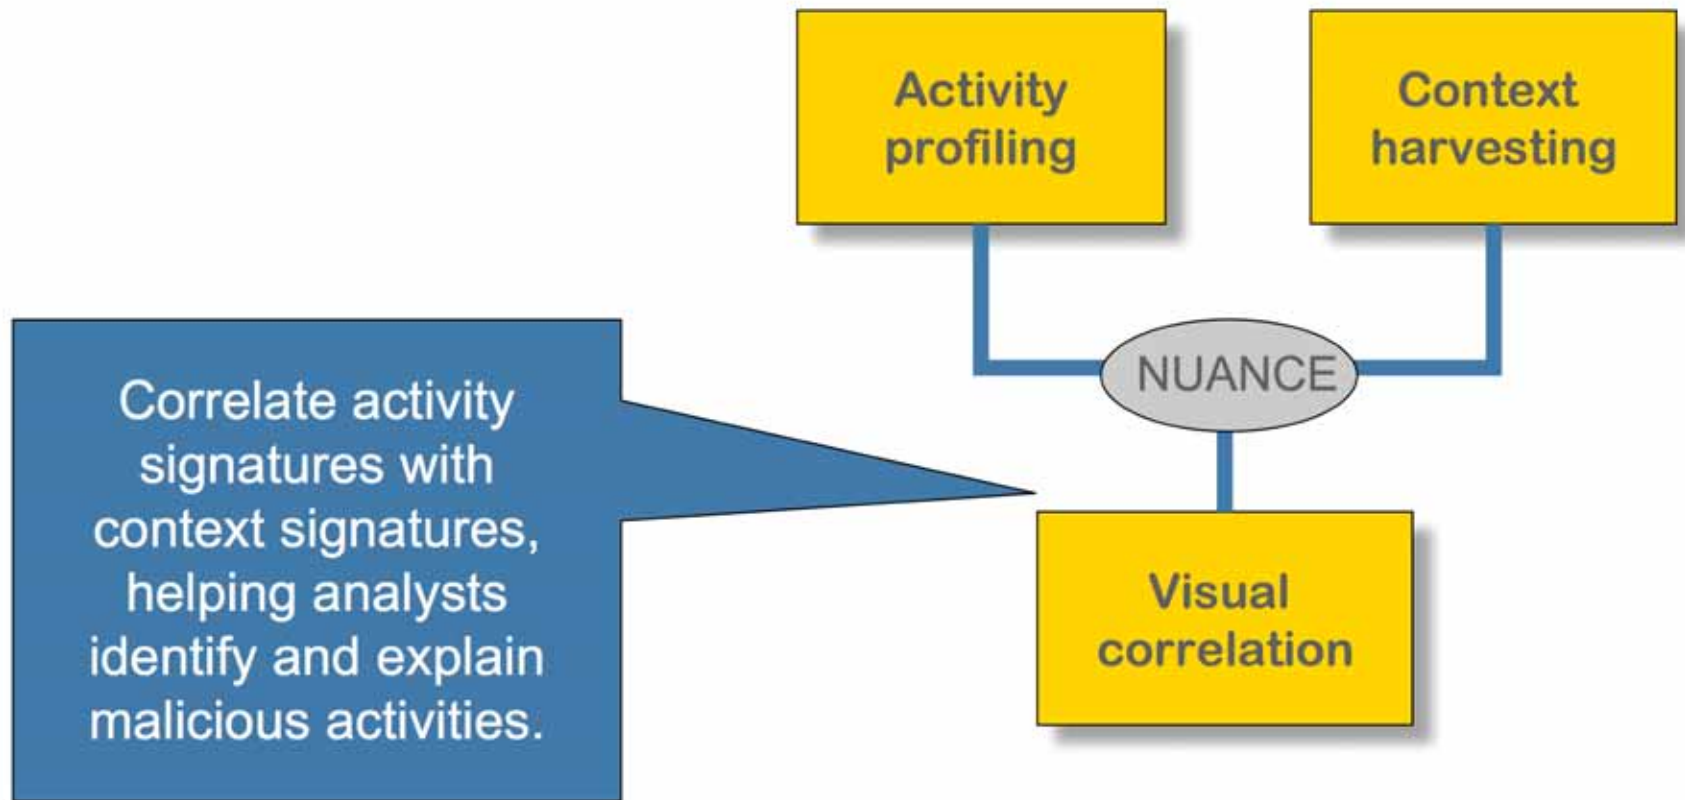 Activity
profiling
Context
harvesting
NUANCE
Correlate activity
signatures with
context signatures,
helping analysts
identify and explain
malicious activities.
Visual
correlation